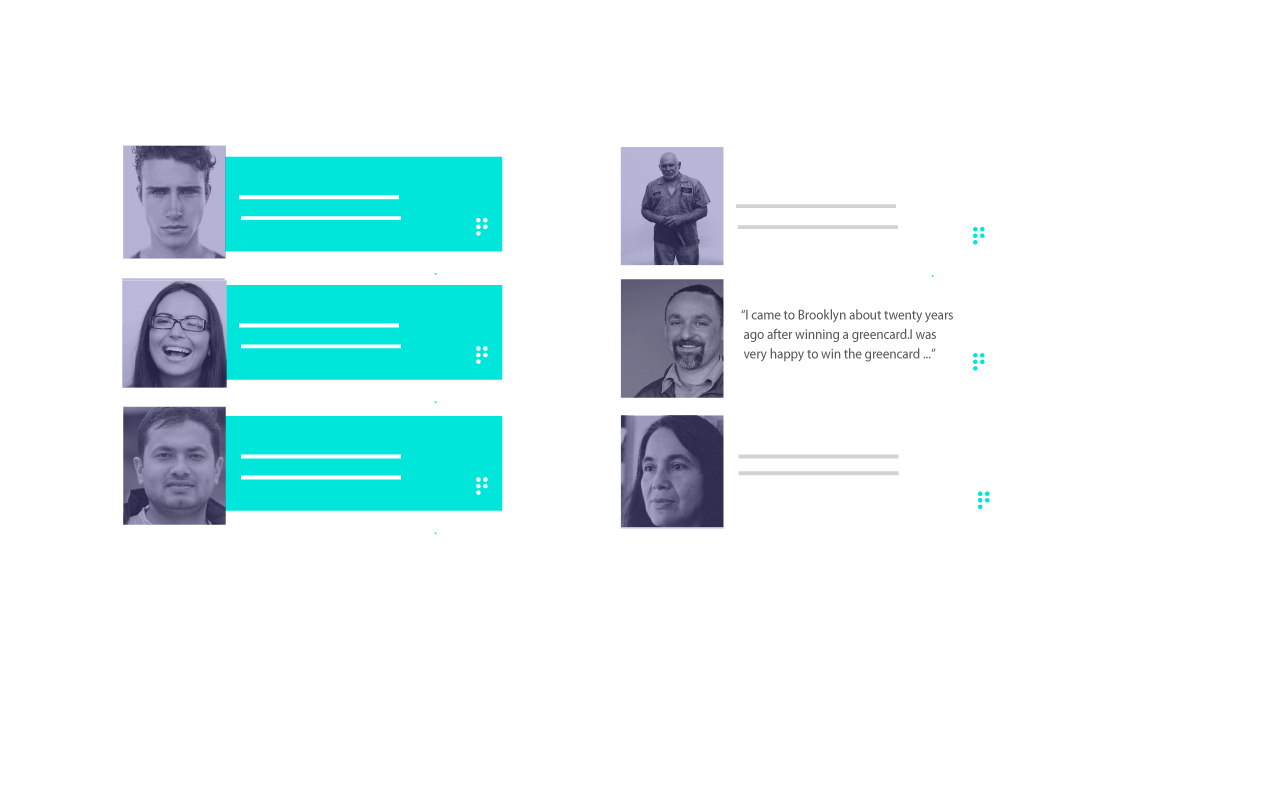 “I came to Brooklyn about twenty years
ago after winning a greencard.I was
very happy to win the greencard ...”